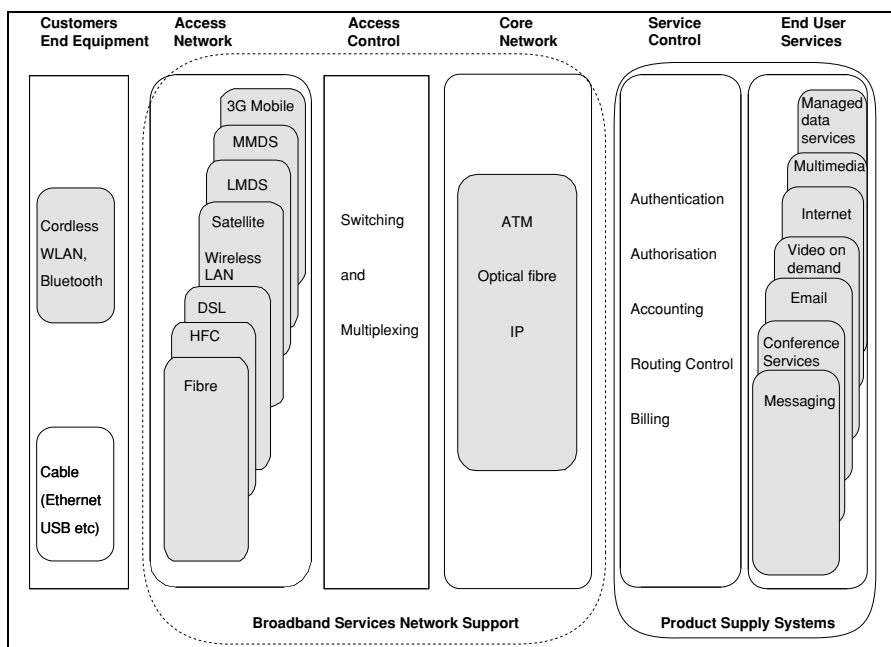 Customers
End Equipment
Access
Network
Access
Control
Core
Network
Service
Control
End User
Services
Cordless
WLAN,
Bluetooth
Cable
(Ethernet
USB etc)
3G Mobile
MMDS
LMDS
Satellite
Wireless
LAN
DSL
HFC
Fibre
Switching
and
Multiplexing
ATM
Optical fibre
IP
Authentication
Authorisation
Accounting
Routing Control
Billing
Managed
data
services
Multimedia
Internet
Video on
demand
Email
Conference
Services
Messaging
Broadband Services Network Support
Product Supply Systems